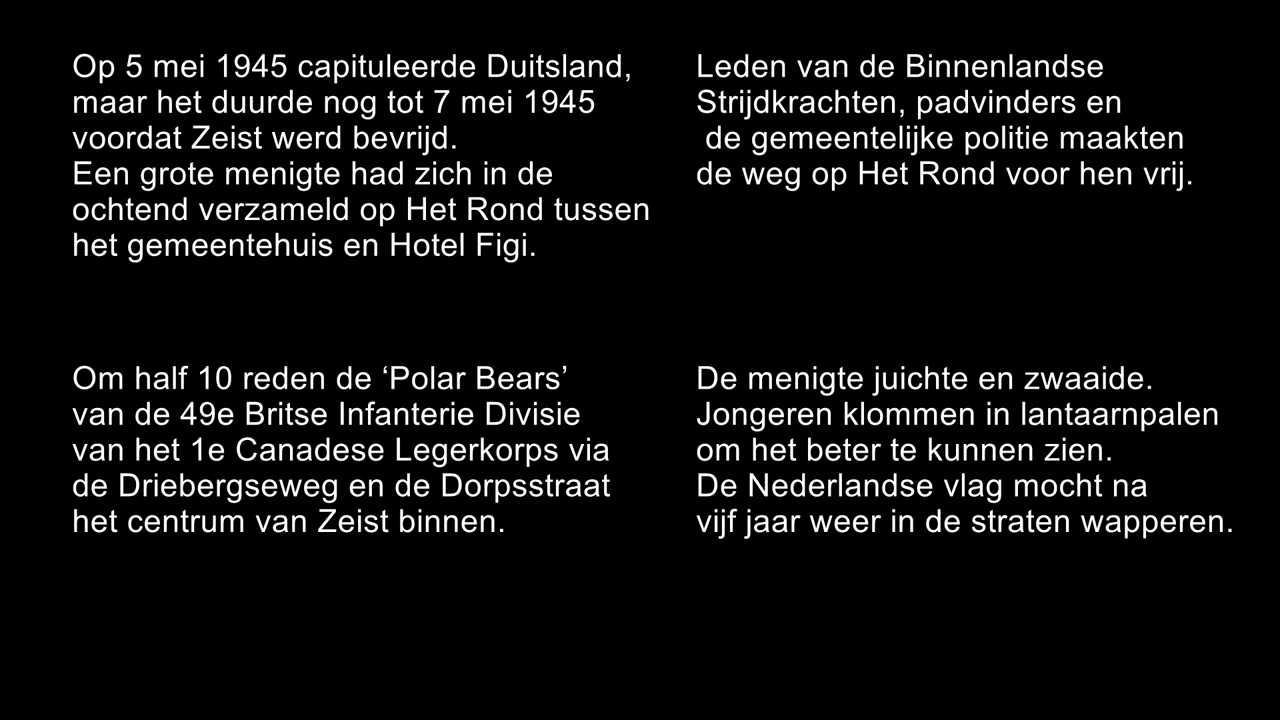 Op 5 mei 1945 capituleerde Duitsland,
maar het duurde nog tot 7 mei 1945
voordat Zeist werd bevrijd.
Een grote menigte had zich in de
ochtend verzameld op Het Rond tussen
het gemeentehuis en Hotel Figi.
Om half 10 reden de ‘Polar Bears’
van de 49e Britse Infanterie Divisie
van het 1e Canadese Legerkorps via
de Driebergseweg en de Dorpsstraat
het centrum van Zeist binnen.
Leden van de Binnenlandse
Strijdkrachten, padvinders en
de gemeentelijke politie maakten
de weg op Het Rond voor hen vrij.
De menigte juichte en zwaaide.
Jongeren klommen in lantaarnpalen
om het beter te kunnen zien.
De Nederlandse vlag mocht na
vijf jaar weer in de straten wapperen.